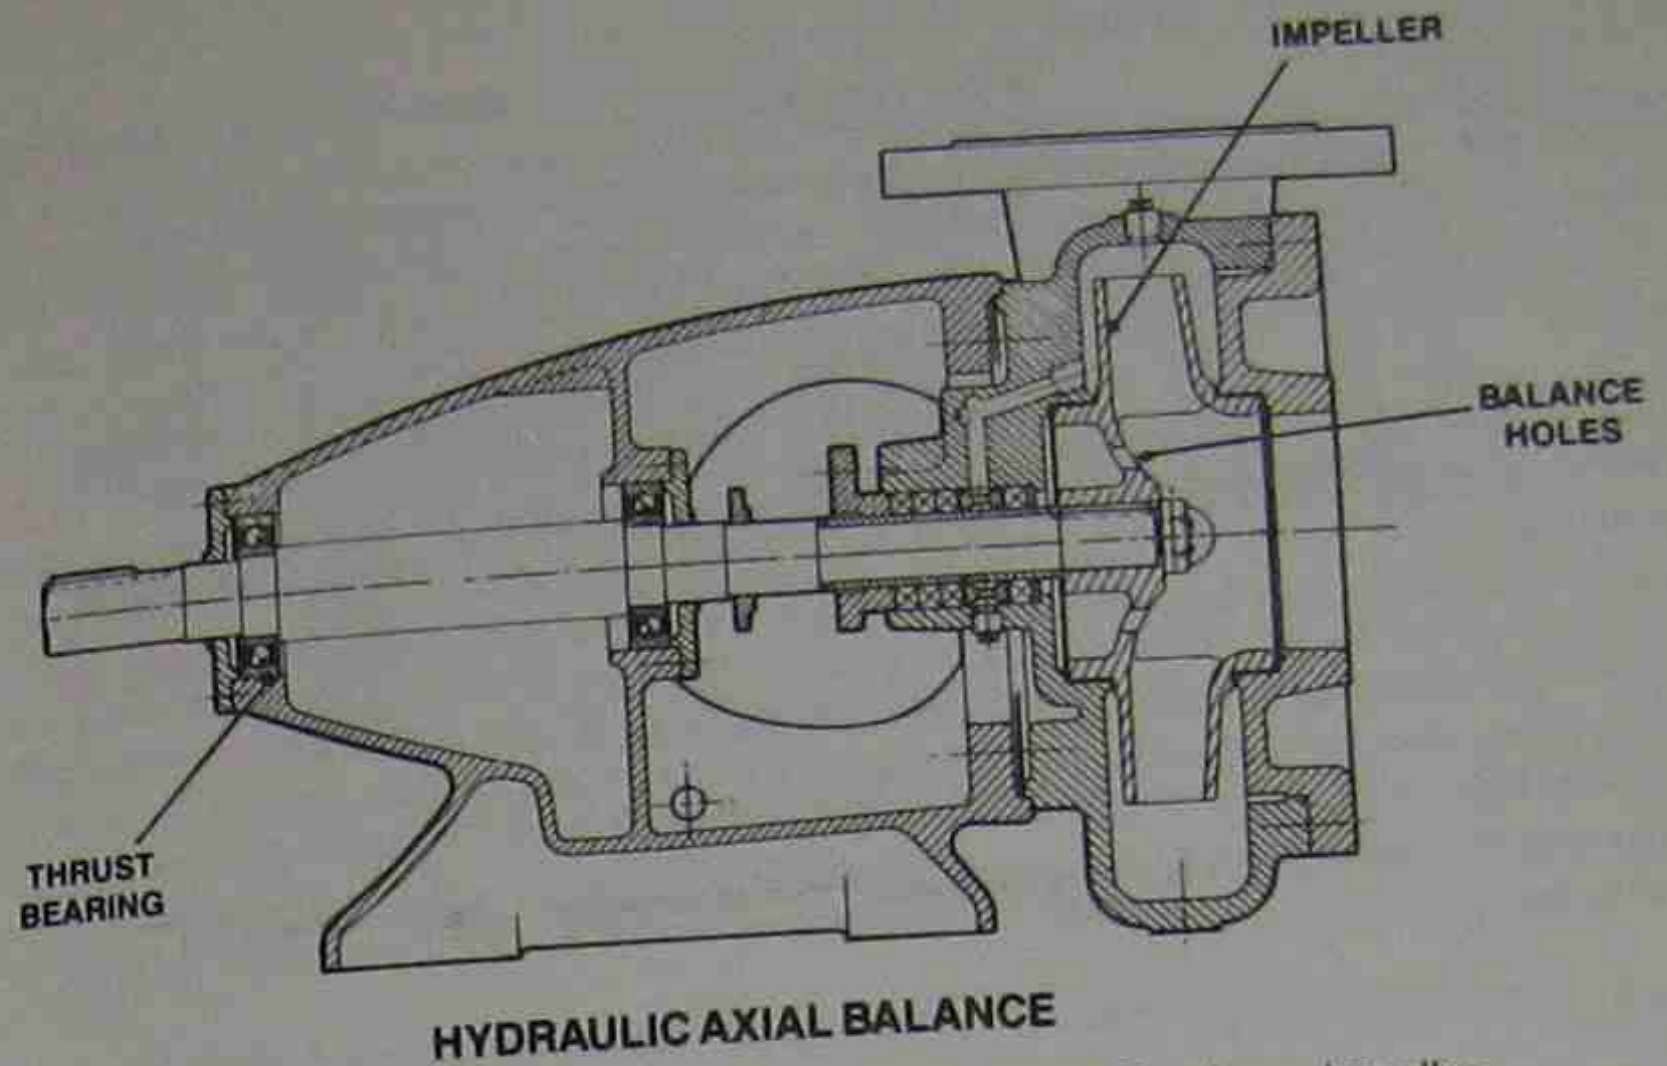 IMPELLER
BALANCE
HOLES
THRUST
BEARING
HYDRAULIC AXIAL BALANCE